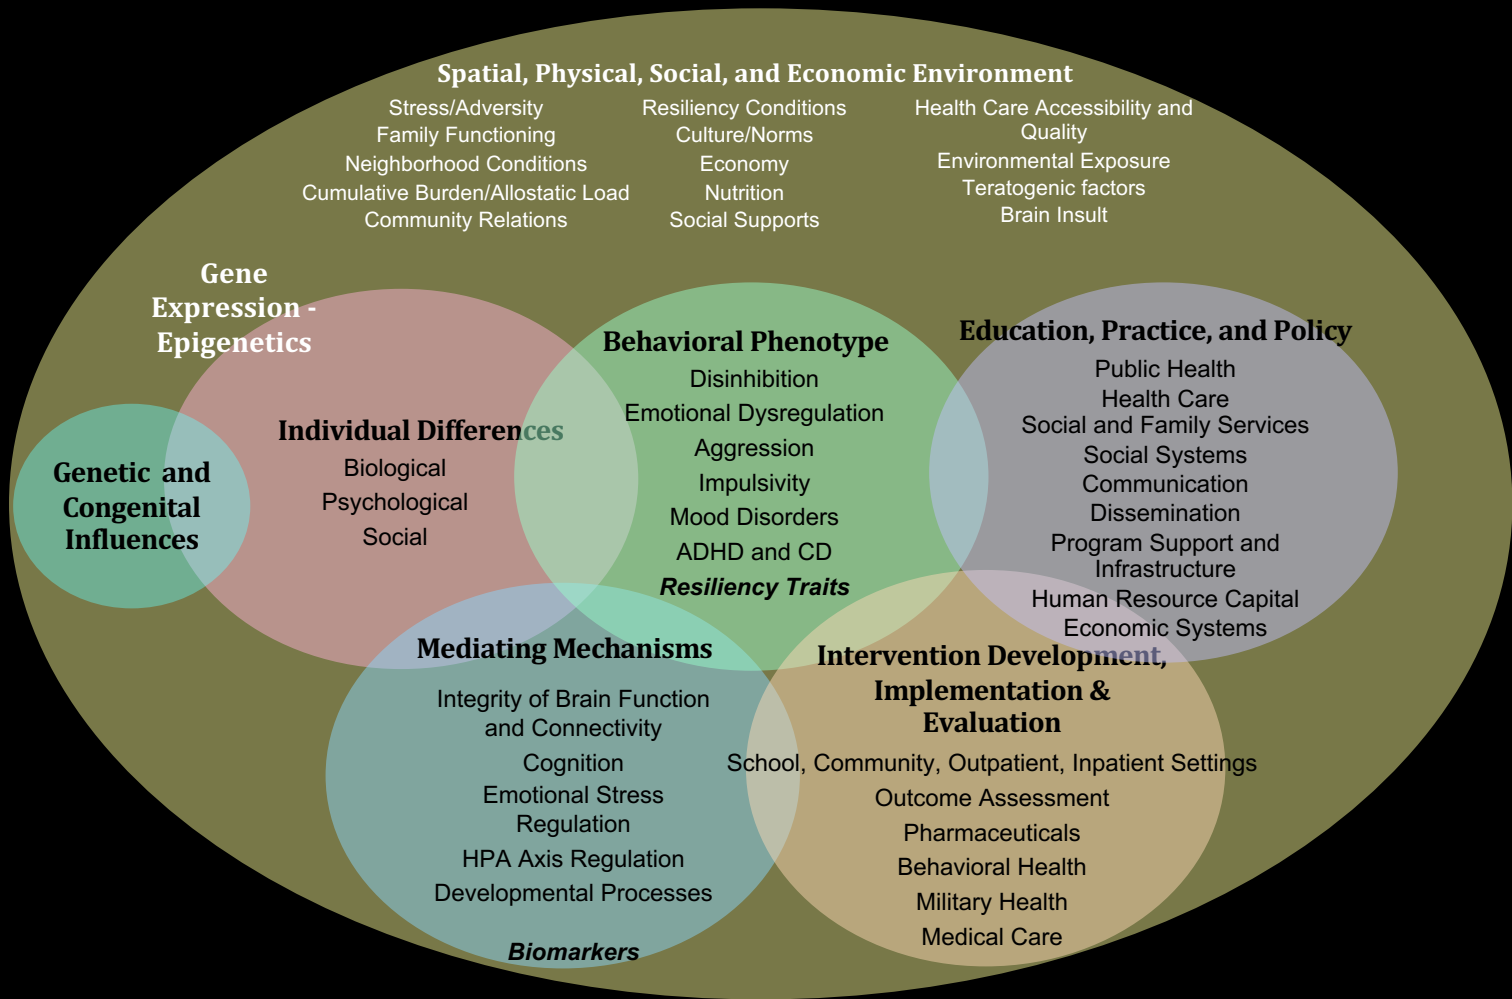 Spatial, Physical, Social, and Economic Environment
Stress/Adversity
Family Functioning
Neighborhood Conditions
Cumulative Burden/Allostatic Load
Community Relations
Resiliency Conditions
Culture/Norms
Economy
Nutrition
Social Supports
Health Care Accessibility and
Quality
Environmental Exposure
Teratogenic factors
Brain Insult
Gene
Expression -
Epigenetics
Genetic and
Congenital
Influences
Individual Differences
Biological
Psychological
Social
Behavioral Phenotype
Disinhibition
Emotional Dysregulation
Aggression
Impulsivity
Mood Disorders
ADHD and CD
Resiliency Traits
Education, Practice, and Policy
Public Health
Health Care
Social and Family Services
Social Systems
Communication
Dissemination
Program Support and
Infrastructure
Human Resource Capital
Economic Systems
Mediating Mechanisms
Integrity of Brain Function
and Connectivity
Cognition
Emotional Stress
Regulation
HPA Axis Regulation
Developmental Processes
Biomarkers
Intervention Development,
Implementation &
Evaluation
School, Community, Outpatient, Inpatient Settings
Outcome Assessment
Pharmaceuticals
Behavioral Health
Military Health
Medical Care